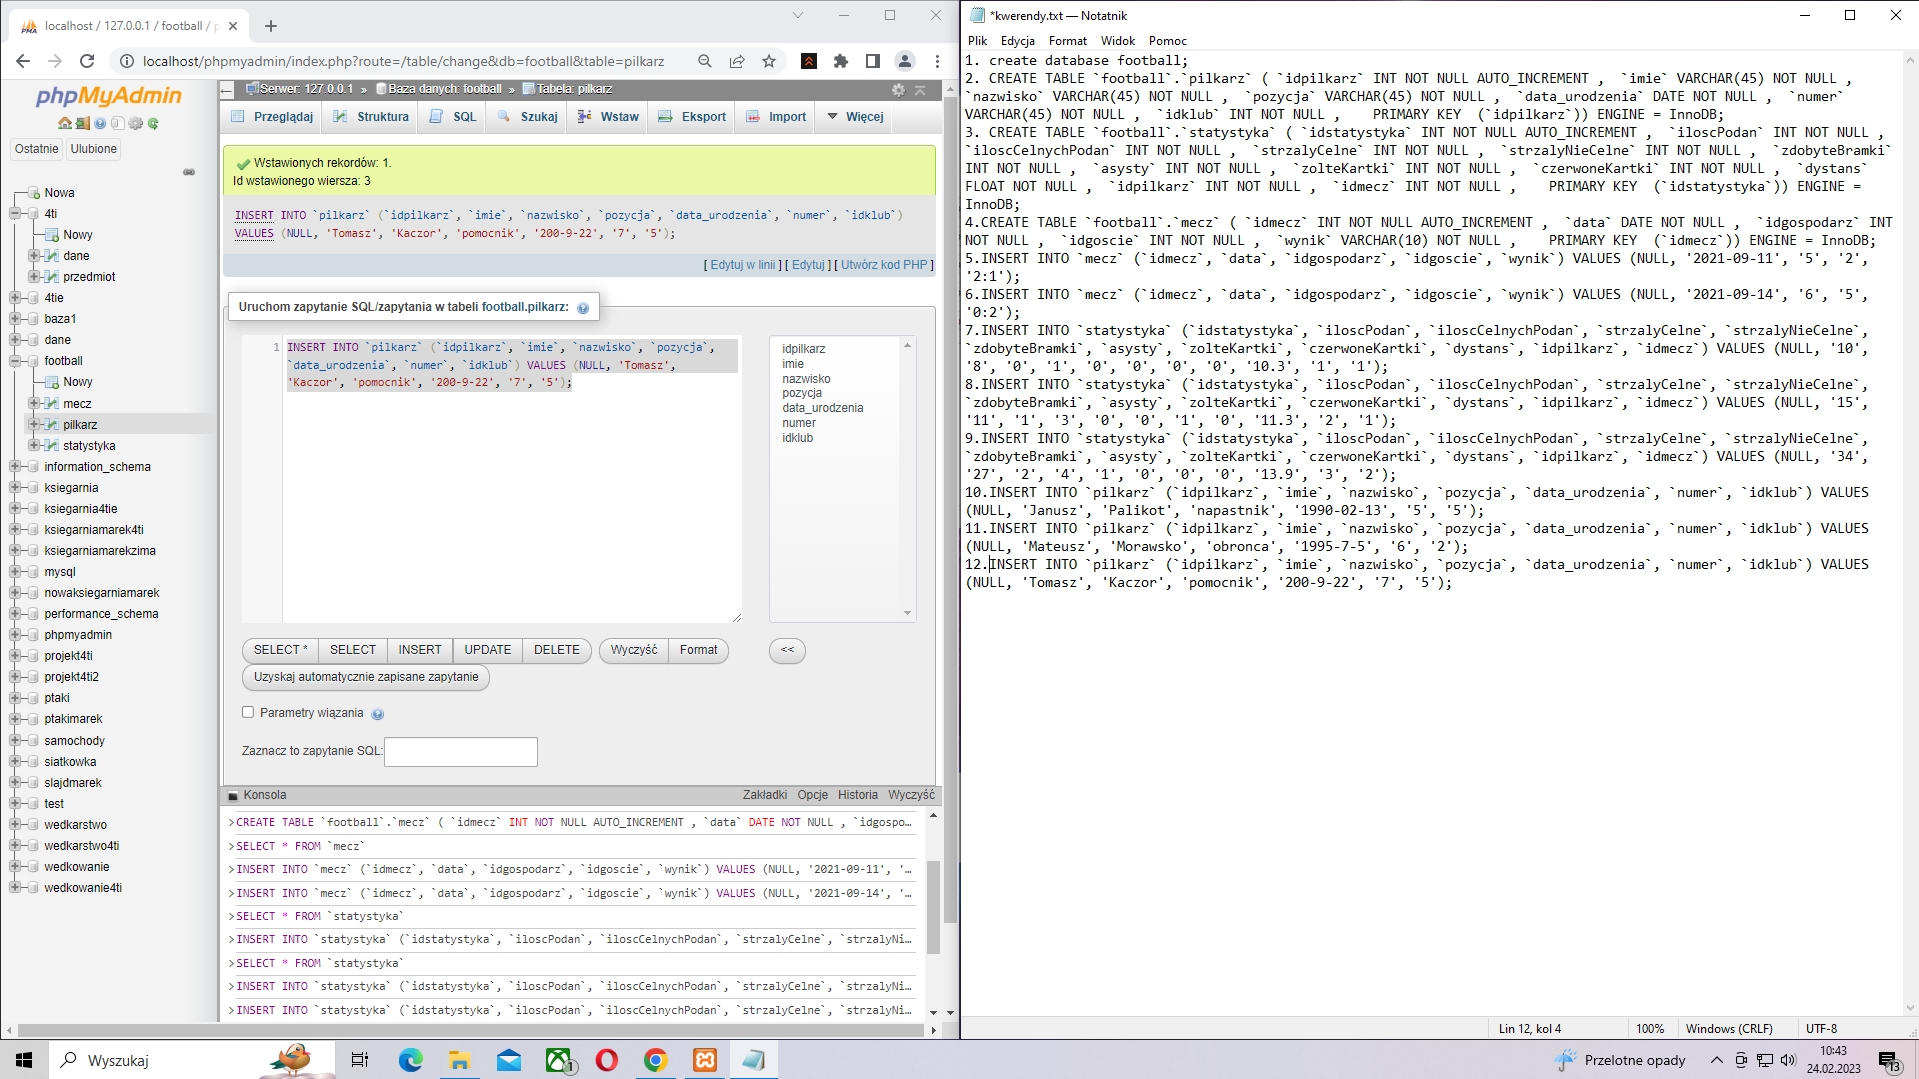 localhost / 127.0.0.1 / football / p
localhost/phpmyadmin/index.php?route=/table/change&db=football&table=pilkarz
phpMyAdmin
Ostatnie
Ulubione
Nowa
4ti
Nowy
dane
przedmiot
4tie
baza1
dane
football
Nowy
mecz
pilkarz
statystyka
information_schema
ksiegarnia
ksiegarnia4tie
ksiegarniamarek4ti
ksiegarniamarekzima
mysql
nowaksiegarniamarek
performance_schema
phpmyadmin
projekt4ti
projekt4ti2
ptaki
ptakimarek
samochody
siatkowka
slajdmarek
test
wedkarstwo
wedkarstwo4ti
wedkowanie
wedkowanie4ti
Serwer: 127.0.0.1 » Baza danych: football » Tabela: pilkarz
Przeglądaj Struktura SQL Szukaj Wstaw Eksport Import Więcej
Wstawionych rekordów: 1.
Id wstawionego wiersza: 3
INSERT INTO `pilkarz` (`idpilkarz`, `imie`, `nazwisko`, `pozycja`, `data_urodzenia`, `numer`, `idklub`)
VALUES (NULL, 'Tomasz', 'Kaczor', 'pomocnik', '200-9-22', '7', '5');
[ Edytuj w linii ] [ Edytuj ] [ Utwórz kod PHP ]
Uruchom zapytanie SQL/zapytania w tabeli football.pilkarz:
1 INSERT INTO `pilkarz` (`idpilkarz`, `imie`, `nazwisko`, `pozycja`,
`data_urodzenia`, `numer`, `idklub`) VALUES (NULL, 'Tomasz',
'Kaczor', 'pomocnik', '200-9-22', '7', '5');
idpilkarz
imie
nazwisko
pozycja
data_urodzenia
numer
idklub
SELECT * SELECT INSERT UPDATE DELETE Wyczyść Format <<
Uzyskaj automatycznie zapisane zapytanie
Parametry wiązania
Zaznacz to zapytanie SQL:
Konsola Zakładki Opcje Historia Wyczyść
>CREATE TABLE `football`.`mecz` ( `idmecz` INT NOT NULL AUTO_INCREMENT , `data` DATE NOT NULL , `idgospo…
>SELECT * FROM `mecz`
>INSERT INTO `mecz` (`idmecz`, `data`, `idgospodarz`, `idgoscie`, `wynik`) VALUES (NULL, '2021-09-11', '…
>INSERT INTO `mecz` (`idmecz`, `data`, `idgospodarz`, `idgoscie`, `wynik`) VALUES (NULL, '2021-09-14', '…
>SELECT * FROM `statystyka`
>INSERT INTO `statystyka` (`idstatystyka`, `iloscPodan`, `iloscCelnychPodan`, `strzalyCelne`, `strzalyNi…
>SELECT * FROM `statystyka`
>INSERT INTO `statystyka` (`idstatystyka`, `iloscPodan`, `iloscCelnychPodan`, `strzalyCelne`, `strzalyNi…
>INSERT INTO `statystyka` (`idstatystyka`, `iloscPodan`, `iloscCelnychPodan`, `strzalyCelne`, `strzalyNi…
*kwerendy.txt — Notatnik
Plik Edycja Format Widok Pomoc
1. create database football;
2. CREATE TABLE `football`.`pilkarz` ( `idpilkarz` INT NOT NULL AUTO_INCREMENT , `imie` VARCHAR(45) NOT NULL ,
`nazwisko` VARCHAR(45) NOT NULL , `pozycja` VARCHAR(45) NOT NULL , `data_urodzenia` DATE NOT NULL , `numer`
VARCHAR(45) NOT NULL , `idklub` INT NOT NULL , PRIMARY KEY (`idpilkarz`)) ENGINE = InnoDB;
3. CREATE TABLE `football`.`statystyka` ( `idstatystyka` INT NOT NULL AUTO_INCREMENT , `iloscPodan` INT NOT NULL ,
`iloscCelnychPodan` INT NOT NULL , `strzalyCelne` INT NOT NULL , `strzalyNieCelne` INT NOT NULL , `zdobyteBramki`
INT NOT NULL , `asysty` INT NOT NULL , `zolteKartki` INT NOT NULL , `czerwoneKartki` INT NOT NULL , `dystans`
FLOAT NOT NULL , `idpilkarz` INT NOT NULL , `idmecz` INT NOT NULL , PRIMARY KEY (`idstatystyka`)) ENGINE =
InnoDB;
4.CREATE TABLE `football`.`mecz` ( `idmecz` INT NOT NULL AUTO_INCREMENT , `data` DATE NOT NULL , `idgospodarz` INT
NOT NULL , `idgoscie` INT NOT NULL , `wynik` VARCHAR(10) NOT NULL , PRIMARY KEY (`idmecz`)) ENGINE = InnoDB;
5.INSERT INTO `mecz` (`idmecz`, `data`, `idgospodarz`, `idgoscie`, `wynik`) VALUES (NULL, '2021-09-11', '5', '2',
'2:1');
6.INSERT INTO `mecz` (`idmecz`, `data`, `idgospodarz`, `idgoscie`, `wynik`) VALUES (NULL, '2021-09-14', '6', '5',
'0:2');
7.INSERT INTO `statystyka` (`idstatystyka`, `iloscPodan`, `iloscCelnychPodan`, `strzalyCelne`, `strzalyNieCelne`,
`zdobyteBramki`, `asysty`, `zolteKartki`, `czerwoneKartki`, `dystans`, `idpilkarz`, `idmecz`) VALUES (NULL, '10',
'8', '0', '1', '0', '0', '0', '0', '10.3', '1', '1');
8.INSERT INTO `statystyka` (`idstatystyka`, `iloscPodan`, `iloscCelnychPodan`, `strzalyCelne`, `strzalyNieCelne`,
`zdobyteBramki`, `asysty`, `zolteKartki`, `czerwoneKartki`, `dystans`, `idpilkarz`, `idmecz`) VALUES (NULL, '15',
'11', '1', '3', '0', '0', '1', '0', '11.3', '2', '1');
9.INSERT INTO `statystyka` (`idstatystyka`, `iloscPodan`, `iloscCelnychPodan`, `strzalyCelne`, `strzalyNieCelne`,
`zdobyteBramki`, `asysty`, `zolteKartki`, `czerwoneKartki`, `dystans`, `idpilkarz`, `idmecz`) VALUES (NULL, '34',
'27', '2', '4', '1', '0', '0', '0', '13.9', '3', '2');
10.INSERT INTO `pilkarz` (`idpilkarz`, `imie`, `nazwisko`, `pozycja`, `data_urodzenia`, `numer`, `idklub`) VALUES
(NULL, 'Janusz', 'Palikot', 'napastnik', '1990-02-13', '5', '5');
11.INSERT INTO `pilkarz` (`idpilkarz`, `imie`, `nazwisko`, `pozycja`, `data_urodzenia`, `numer`, `idklub`) VALUES
(NULL, 'Mateusz', 'Morawsko', 'obronca', '1995-7-5', '6', '2');
12.INSERT INTO `pilkarz` (`idpilkarz`, `imie`, `nazwisko`, `pozycja`, `data_urodzenia`, `numer`, `idklub`) VALUES
(NULL, 'Tomasz', 'Kaczor', 'pomocnik', '200-9-22', '7', '5');
Lin 12, kol 4 100% Windows (CRLF) UTF-8
Wyszukaj
1
Przelotne opady
10:43
24.02.2023
13